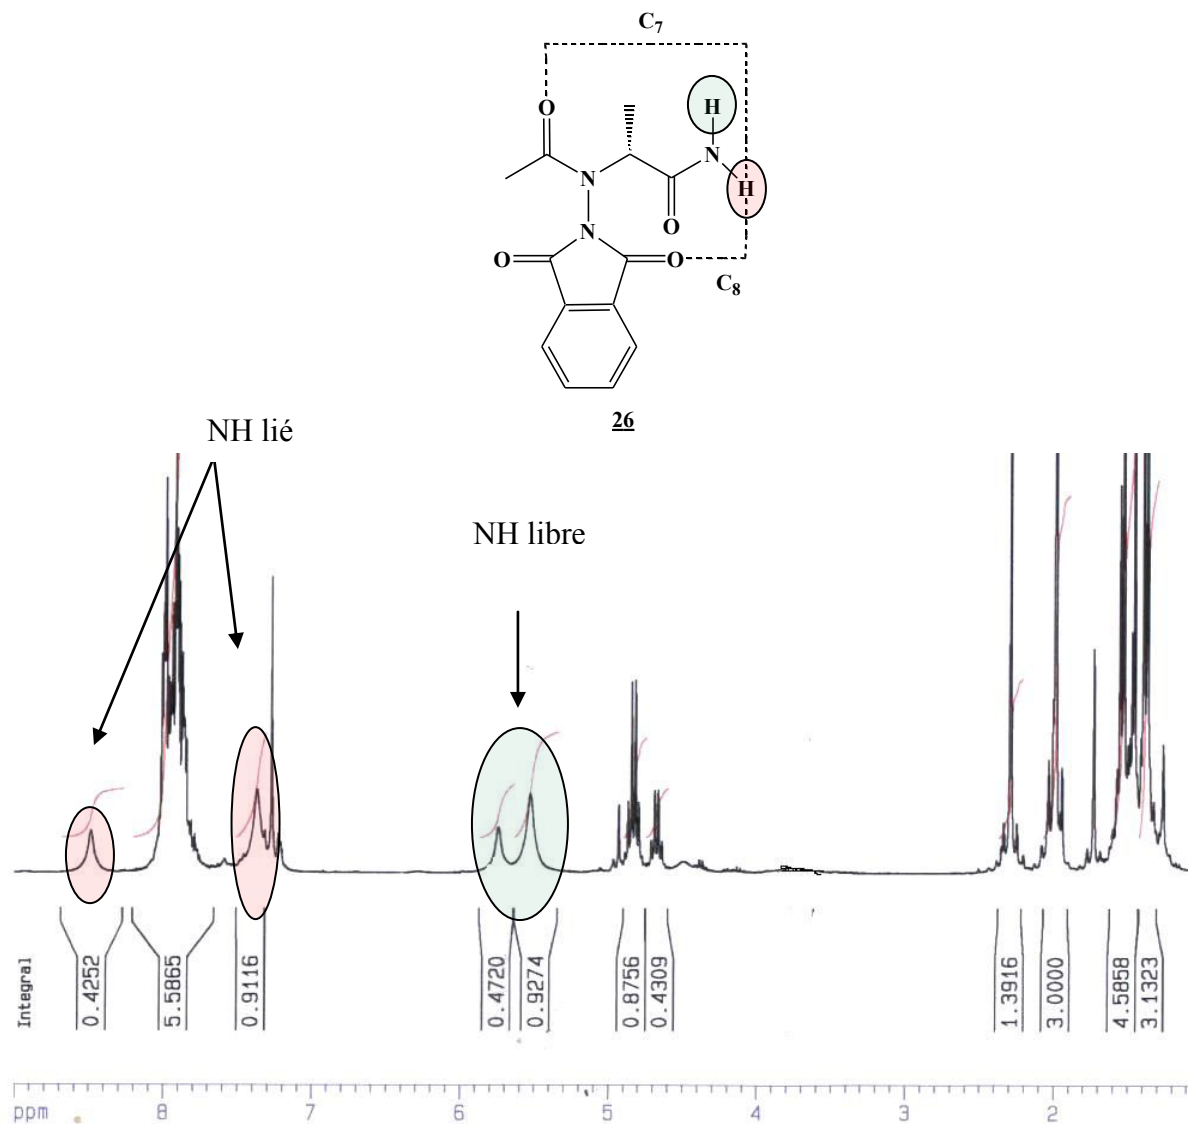 C7
O
H
N
N
H
O
N
O
O
C8
26
NH lié
NH libre
Integral
0.4252
5.5865
0.9116
0.4720
0.9274
0.8756
0.4309
1.3916
3.0000
4.5858
3.1323
ppm 8 7 6 5 4 3 2